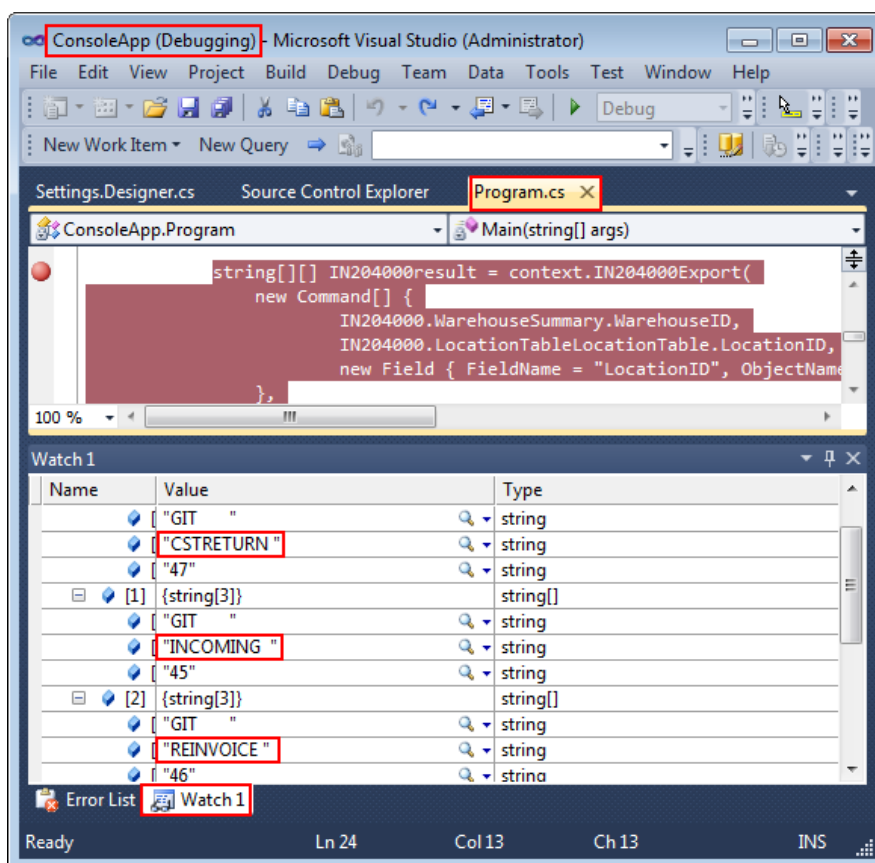 ConsoleApp (Debugging) - Microsoft Visual Studio (Administrator)
File Edit View Project Build Debug Team Data Tools Test Window Help
Debug
New Work Item New Query
Settings.Designer.cs Source Control Explorer Program.cs
ConsoleApp.Program Main(string[] args)
string[][] IN204000result = context.IN204000Export(
new Command[] {
IN204000.WarehouseSummary.WarehouseID,
IN204000.LocationTableLocationTable.LocationID,
new Field { FieldName = "LocationID", ObjectName
},
100 %
Watch 1
Name Value Type
[ "GIT " string
[ "CSTRETURN " string
[ "47" string
[1] {string[3]} string[]
[ "GIT " string
[ "INCOMING " string
[ "45" string
[2] {string[3]} string[]
[ "GIT " string
[ "REINVOICE " string
[ "46" string
Error List Watch 1
Ready Ln 24 Col 13 Ch 13 INS